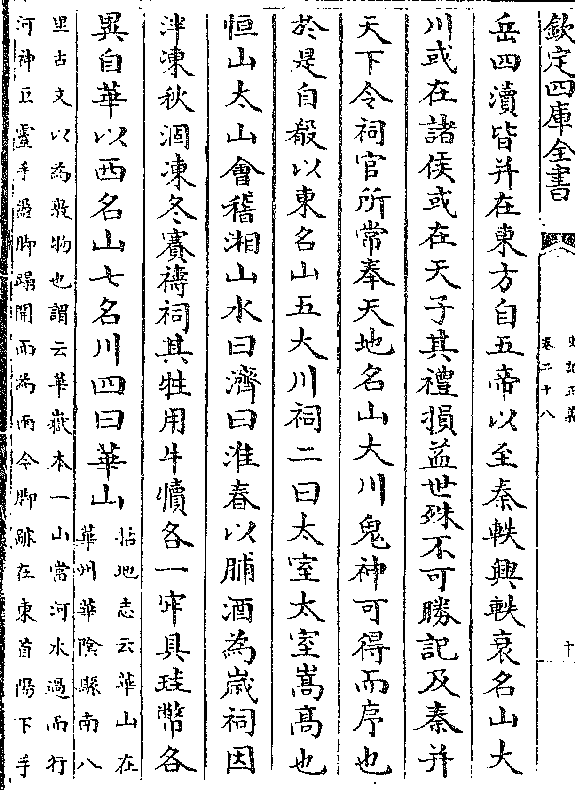 欽定四庫全書
史記正義
卷二十八
十
岳四瀆皆并在東方自五帝以至秦軼興軼衰名山大
川或在諸侯或在天子其禮損益世殊不可勝記及秦并
天下令祠官所常奉天地名山大川鬼神可得而序也
於是自殽以東名山五大川祠二曰太室太室嵩髙也
恒山太山會稽湘山水曰濟曰淮春以脯酒為嵗祠因
泮凍秋涸凍冬賽禱祠其牲用牛犢各一牢具珪幣各
異自華以西名山七名川四曰華山
括地志云華山在
華州華隂縣南八
里古文以為敦物也謂云華嶽本一山當河水過而行
河神巨靈手盪脚蹋開而為兩今脚跡在東首陽下手